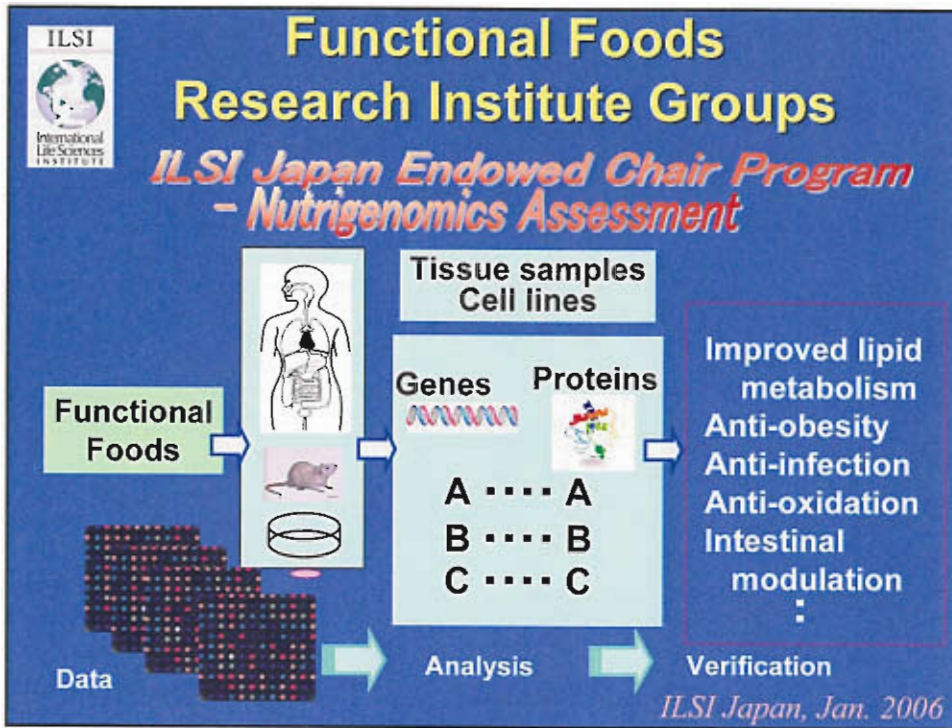 ILSI
International
Life Sciences
INSTITUTE
Functional Foods
Research Institute Groups
ILSI Japan Endowed Chair Program
– Nutrigenomics Assessment
Tissue samples
Cell lines
Functional
Foods
Genes
Proteins
A ···· A
B ···· B
C ···· C
Improved lipid
metabolism
Anti-obesity
Anti-infection
Anti-oxidation
Intestinal
modulation
:
Data
Analysis
Verification
ILSI Japan, Jan. 2006